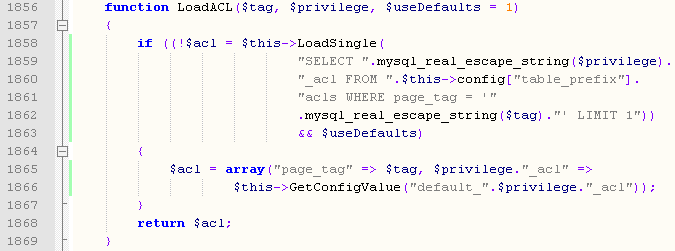 1856 function LoadACL($tag, $privilege, $useDefaults = 1)
1857 {
1858 if ((!$acl = $this->LoadSingle(
1859 "SELECT ".mysql_real_escape_string($privilege).
1860 "_acl FROM ".$this->config["table_prefix"].
1861 "acls WHERE page_tag = '"
1862 .mysql_real_escape_string($tag)."' LIMIT 1"))
1863 && $useDefaults)
1864 {
1865 $acl = array("page_tag" => $tag, $privilege."_acl" =>
1866 $this->GetConfigValue("default_".$privilege."_acl"));
1867 }
1868 return $acl;
1869 }